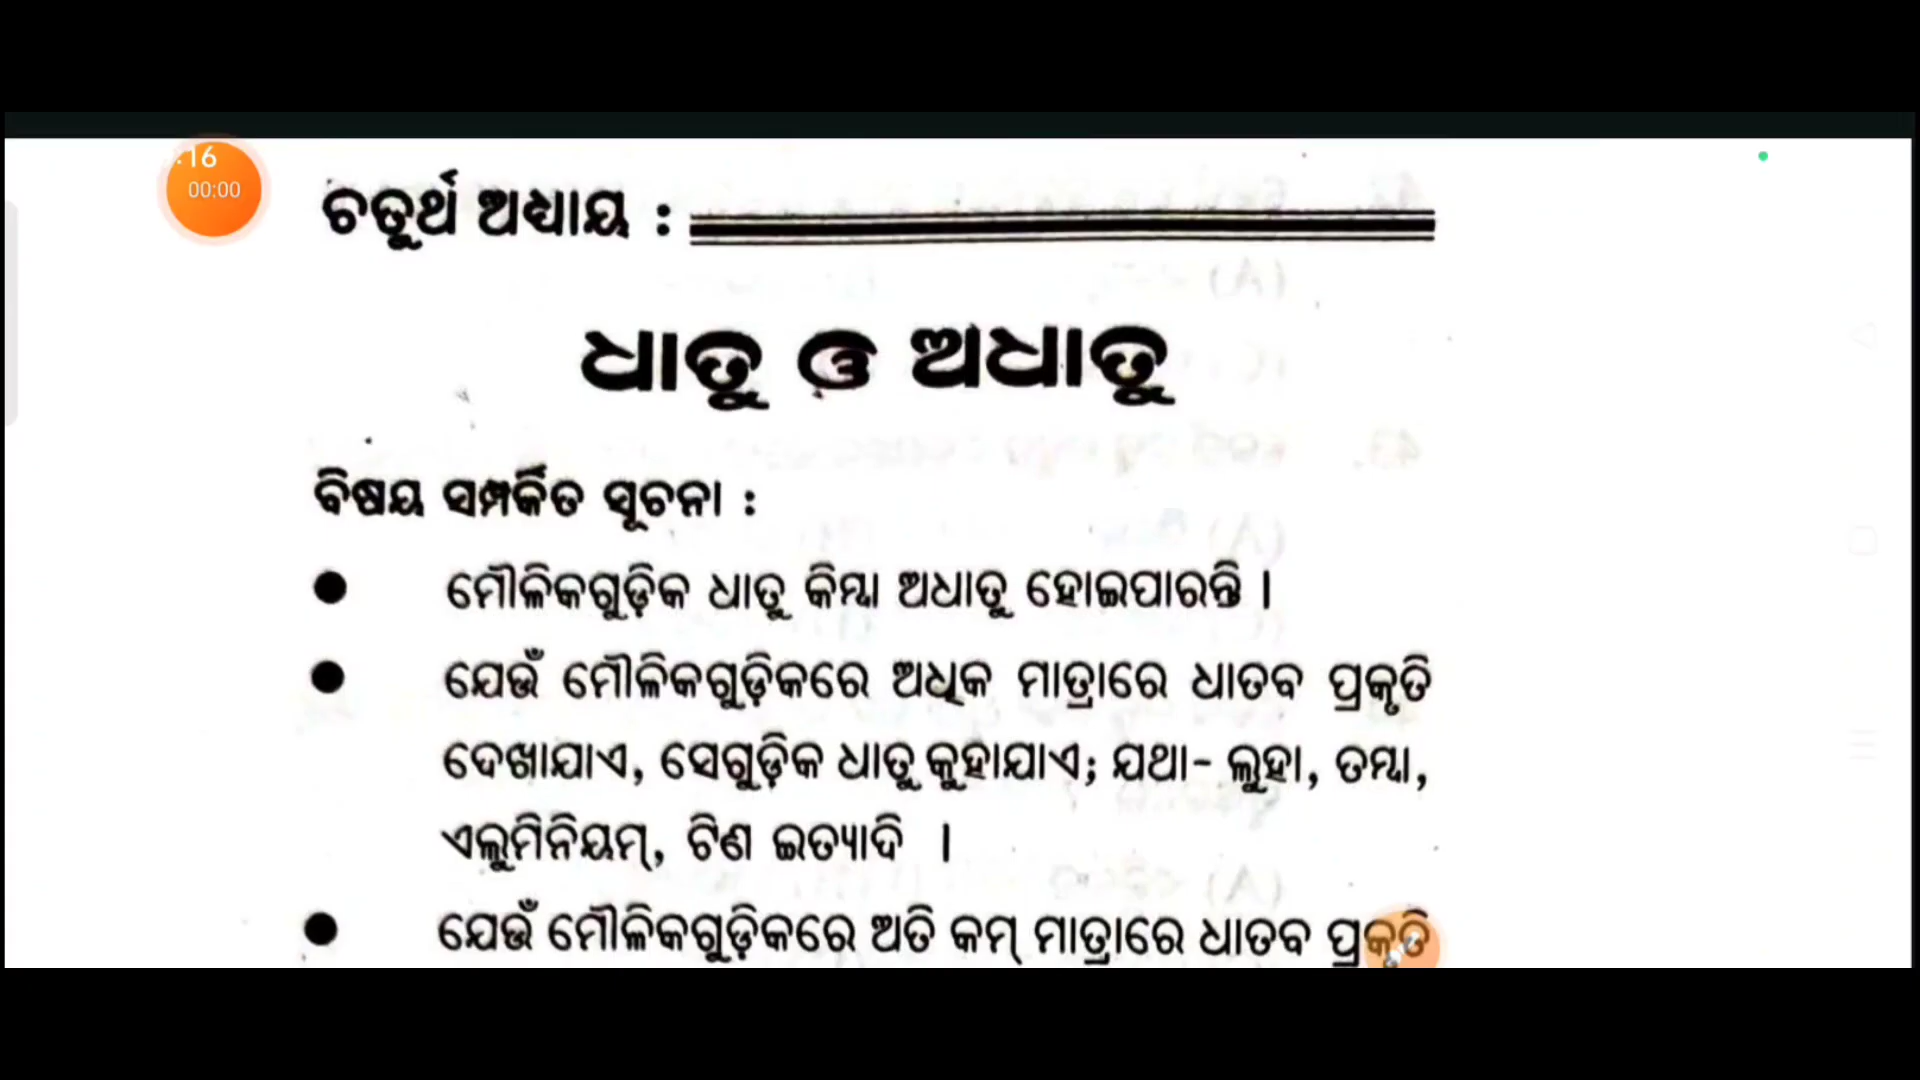 :16
00:00
ଚତୁର୍ଥ ଅଧ୍ୟାୟ :
ଧାତୁ ଓ ଅଧାତୁ
ବିଷୟ ସମ୍ପର୍କିତ ସୂଚନା :
● ମୌଳିକଗୁଡ଼ିକ ଧାତୁ କିମ୍ବା ଅଧାତୁ ହୋଇପାରନ୍ତି ।
● ଯେଉଁ ମୌଳିକଗୁଡ଼ିକରେ ଅଧିକ ମାତ୍ରାରେ ଧାତବ ପ୍ରକୃତି
ଦେଖାଯାଏ, ସେଗୁଡ଼ିକ ଧାତୁ କୁହାଯାଏ; ଯଥା- ଲୁହା, ତମ୍ବା,
ଏଲୁମିନିୟମ୍, ଟିଣ ଇତ୍ୟାଦି ।
● ଯେଉଁ ମୌଳିକଗୁଡ଼ିକରେ ଅତି କମ୍ ମାତ୍ରାରେ ଧାତବ ପ୍ରକୃତି